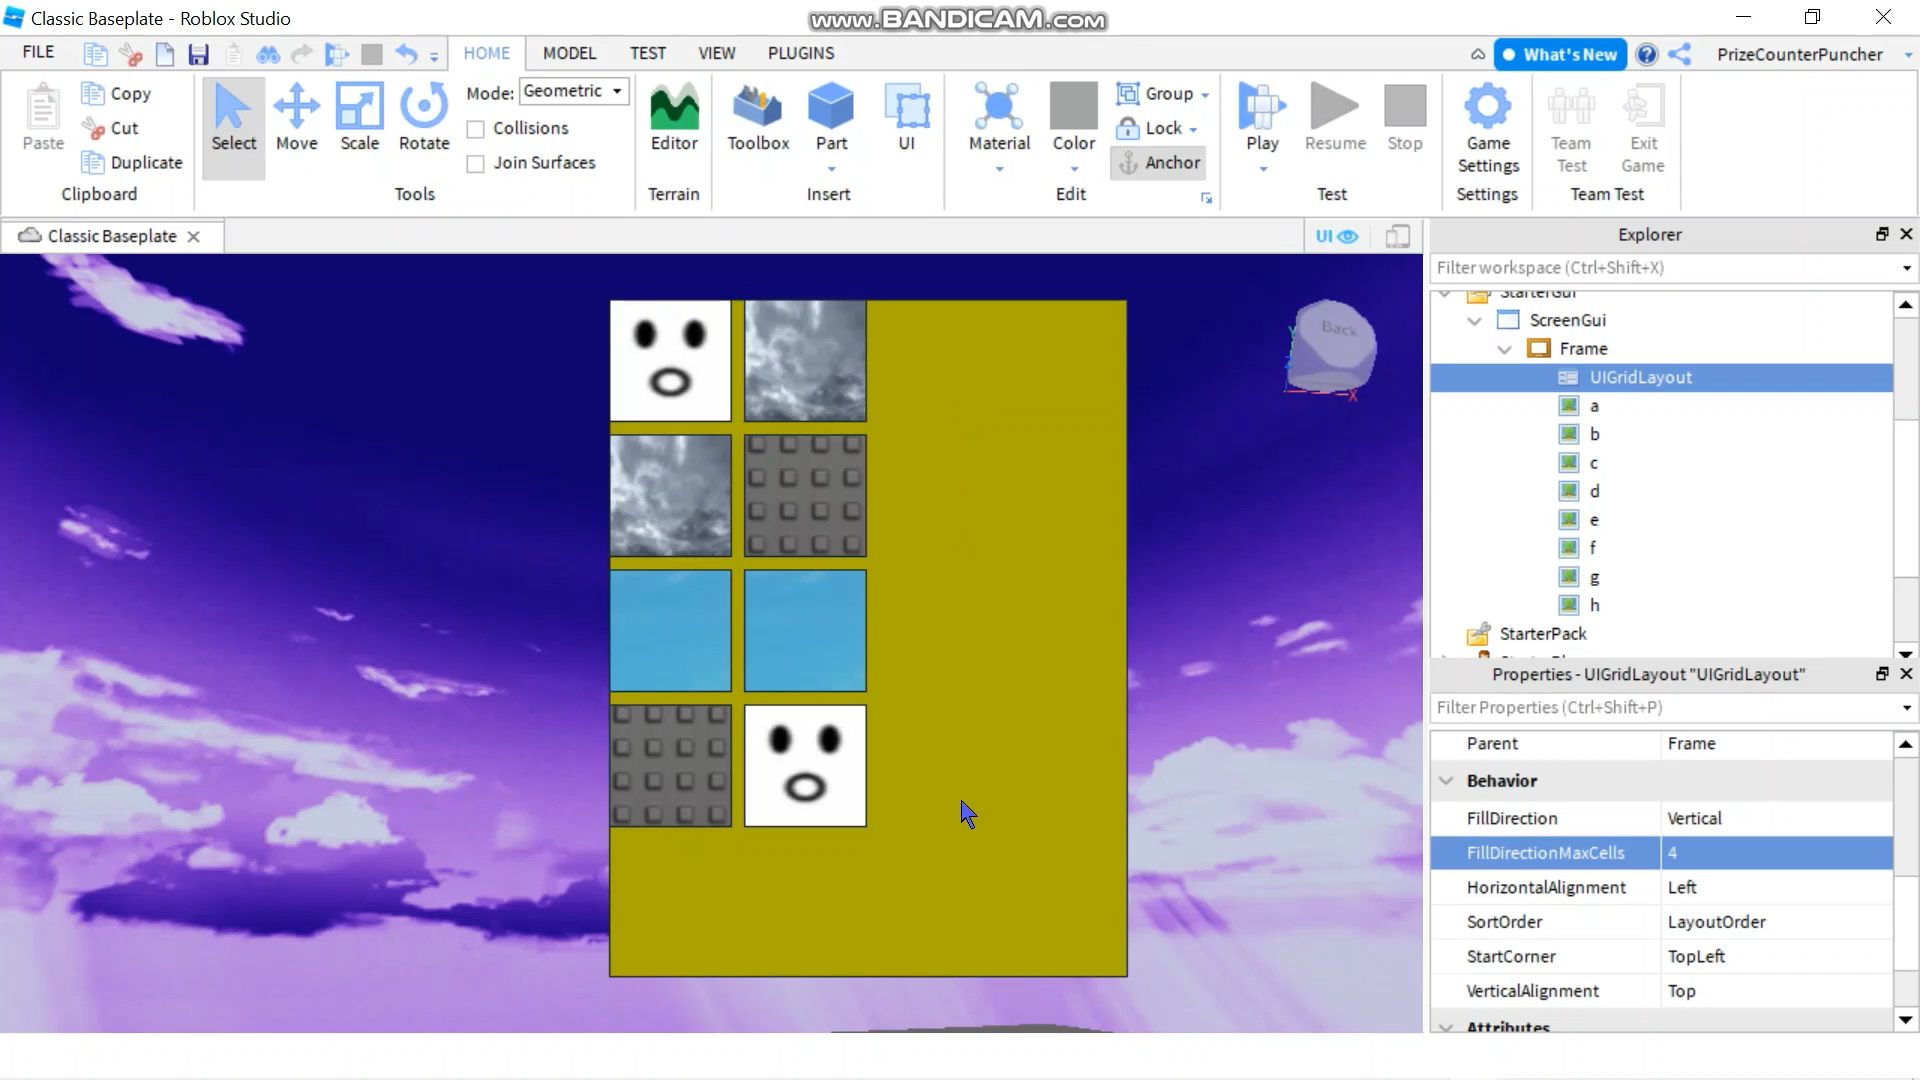 Classic Baseplate - Roblox Studio
www.BANDICAM.com
FILE
HOME
MODEL
TEST
VIEW
PLUGINS
What's New
PrizeCounterPuncher
Paste
Copy
Cut
Duplicate
Clipboard
Select
Move
Scale
Rotate
Mode: Geometric
Collisions
Join Surfaces
Tools
Editor
Terrain
Toolbox
Part
UI
Insert
Material
Color
Group
Lock
Anchor
Edit
Play
Resume
Stop
Test
Game Settings
Settings
Team Test
Exit Game
Team Test
Classic Baseplate
UI
Explorer
Filter workspace (Ctrl+Shift+X)
StarterGui
ScreenGui
Frame
UIGridLayout
a
b
c
d
e
f
g
h
StarterPack
Back
Y
Z
X
Properties - UIGridLayout "UIGridLayout"
Filter Properties (Ctrl+Shift+P)
Parent Frame
Behavior
FillDirection Vertical
FillDirectionMaxCells 4
HorizontalAlignment Left
SortOrder LayoutOrder
StartCorner TopLeft
VerticalAlignment Top
Attributes